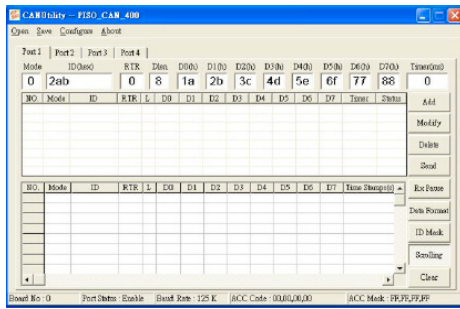 CANUtility -- PISO_CAN_400
Open Save Configure About
Port 1 Port 2 Port 3 Port 4
Mode ID(hex) RTR Dlen D0(h) D1(h) D2(h) D3(h) D4(h) D5(h) D6(h) D7(h) Timer(ms)
0 2ab 0 8 1a 2b 3c 4d 5e 6f 77 88 0
NO. Mode ID RTR L D0 D1 D2 D3 D4 D5 D6 D7 Timer Status
Add
Modify
Delete
Send
NO. Mode ID RTR L D0 D1 D2 D3 D4 D5 D6 D7 Time Stamps(s)
Rx Pause
Data Format
ID Mask
Scrolling
Clear
Board No : 0 Port Status : Enable Baud Rate : 125 K ACC Code : 00,00,00,00 ACC Mask : FF,FF,FF,FF